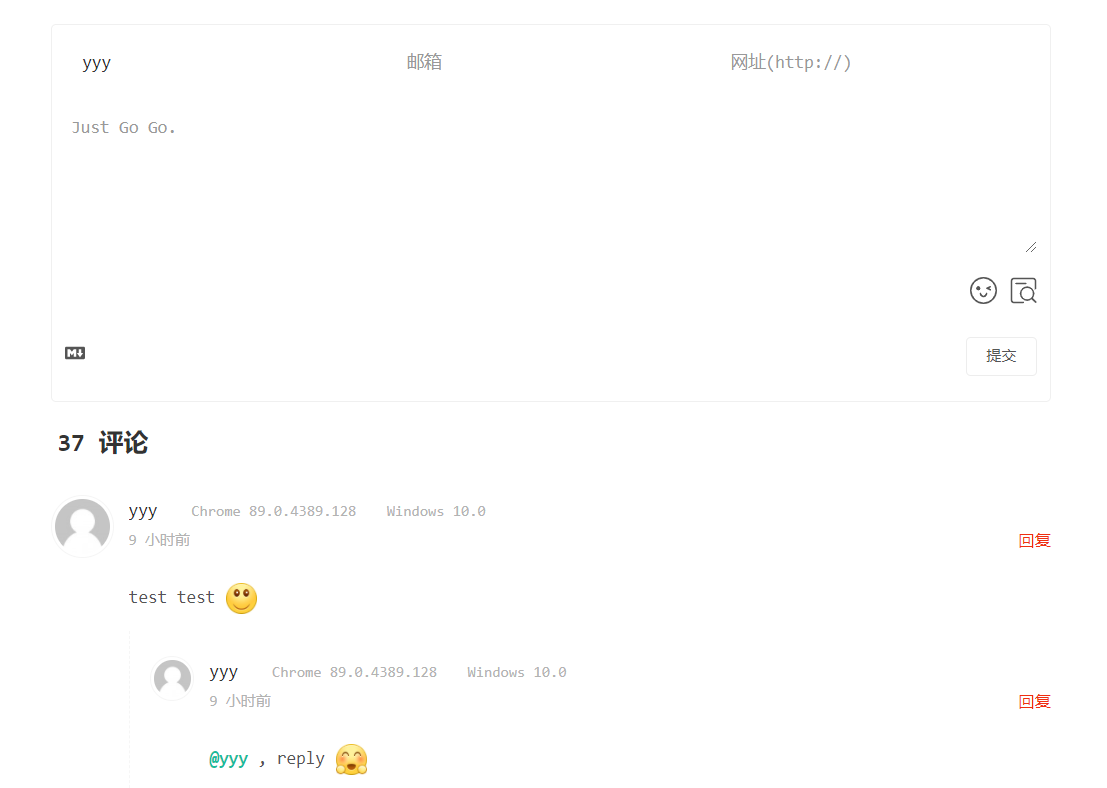 yyy 邮箱 网址(http://)
Just Go Go.
M
提交
37 评论
yyy Chrome 89.0.4389.128 Windows 10.0
9 小时前 回复
test test
yyy Chrome 89.0.4389.128 Windows 10.0
9 小时前 回复
@yyy , reply